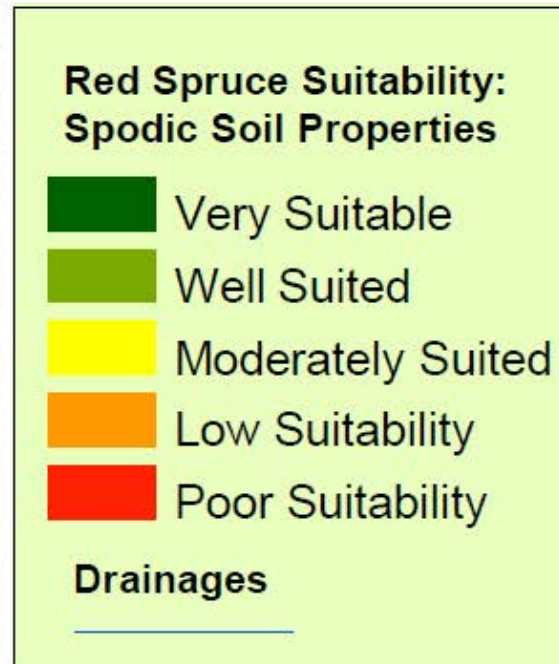 Red Spruce Suitability:
Spodic Soil Properties
Very Suitable
Well Suited
Moderately Suited
Low Suitability
Poor Suitability
Drainages